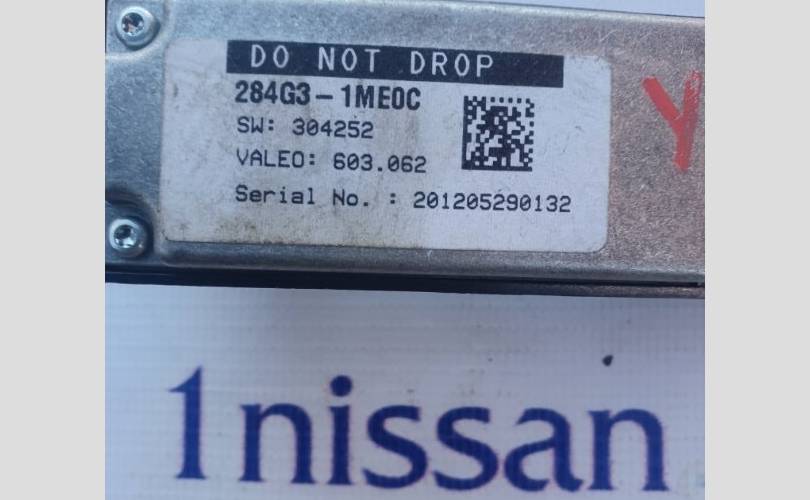 DO NOT DROP
284G3-1ME0C
SW: 304252
VALEO: 603.062
Serial No. : 201205290132
Y
1nissan